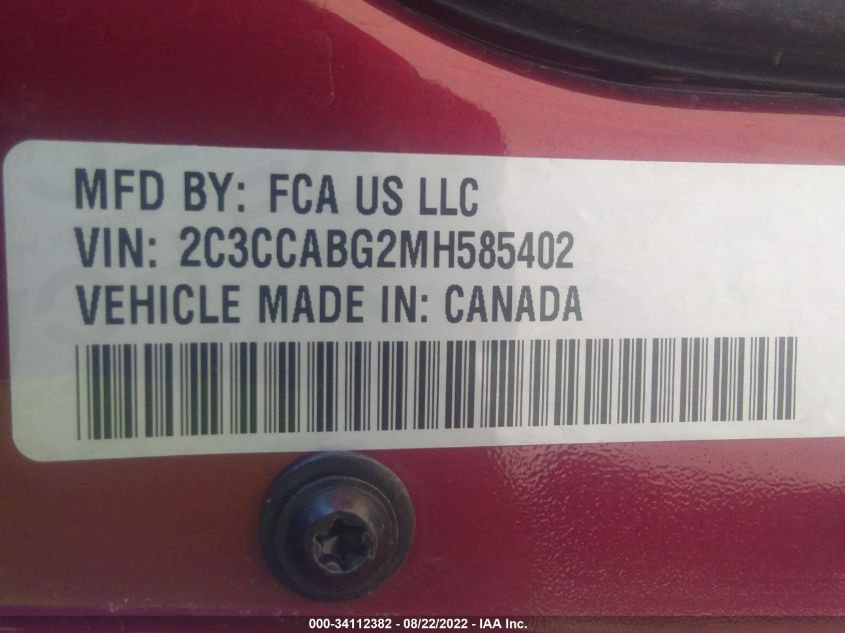 MFD BY: FCA US LLC
VIN: 2C3CCABG2MH585402
VEHICLE MADE IN: CANADA
000-34112382 - 08/22/2022 - IAA Inc.